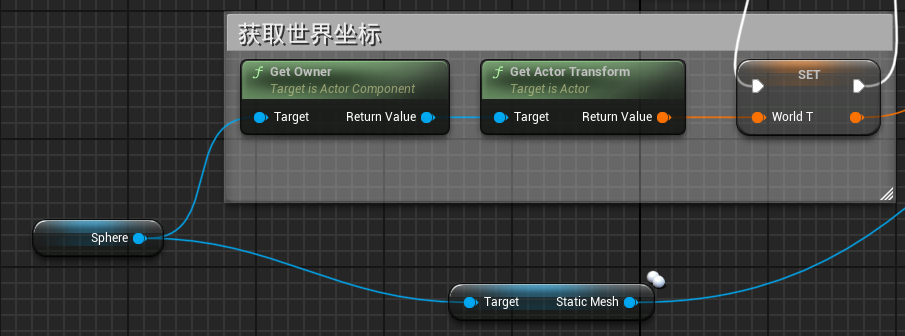 获取世界坐标
f Get Owner
Target is Actor Component
Target Return Value
f Get Actor Transform
Target is Actor
Target Return Value
SET
World T
Sphere
Target Static Mesh